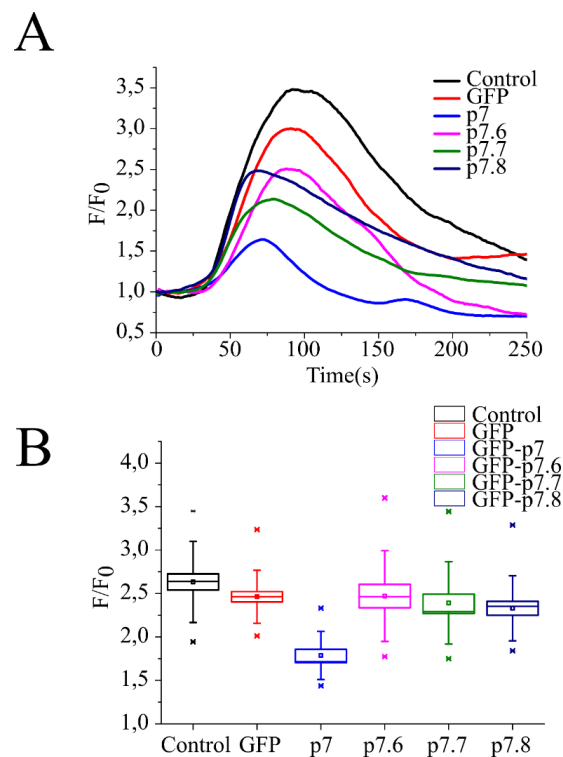 A
3,5
3,0
2,5
2,0
1,5
1,0
0,5
F/F0
0
50
100
150
200
250
Time(s)
Control
GFP
p7
p7.6
p7.7
p7.8
B
Control
GFP
GFP-p7
GFP-p7.6
GFP-p7.7
GFP-p7.8
4,0
3,5
3,0
2,5
2,0
1,5
1,0
F/F0
Control GFP p7 p7.6 p7.7 p7.8